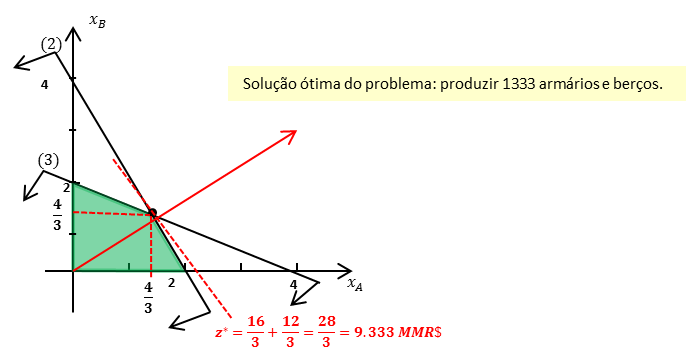 x_B
(2)
4
Solução ótima do problema: produzir 1333 armários e berços.
(3)
2
4/3
4/3
2
4
x_A
z* = 16/3 + 12/3 = 28/3 = 9.333 MMR$